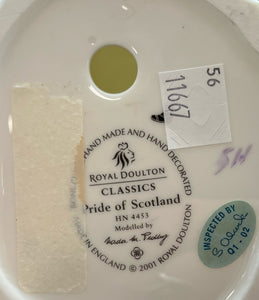 56
11667
HAND MADE AND HAND DECORATED
ROYAL DOULTON
CLASSICS
Pride of Scotland
HN 4453
Modelled by
MADE IN ENGLAND © 2001 ROYAL DOULTON
INSPECTED BY
01-02